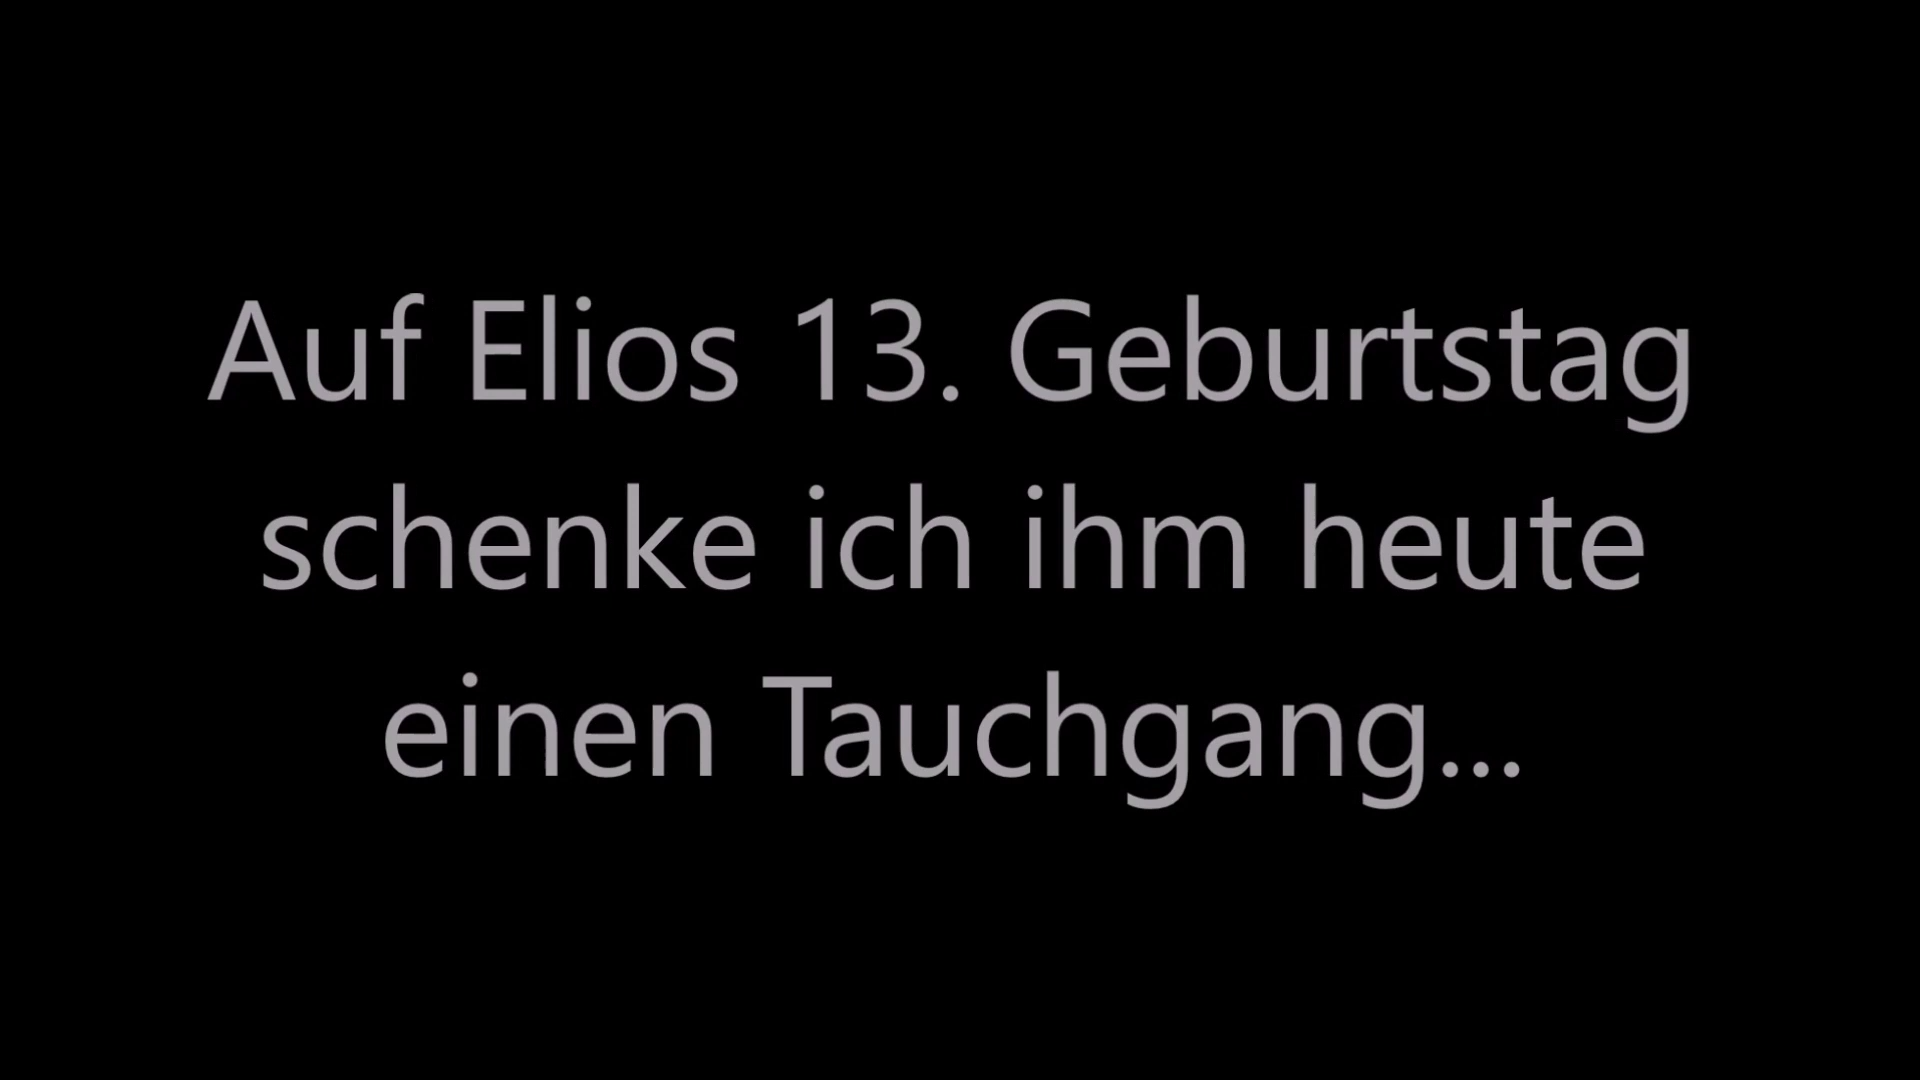 Auf Elios 13. Geburtstag
schenke ich ihm heute
einen Tauchgang...